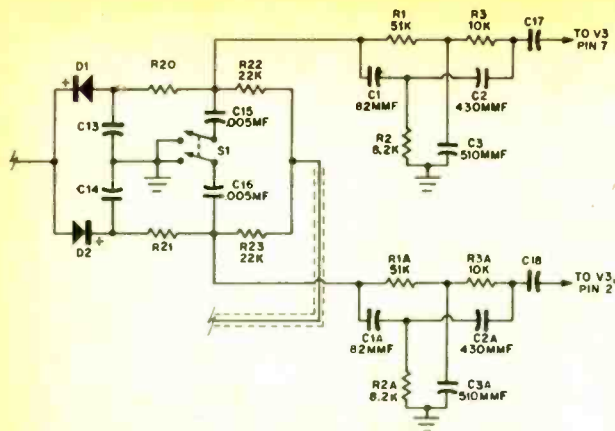 D1
R20
R22
22K
C13
C15
.005MF
S1
C14
C16
.005MF
D2
R21
R23
22K
R1
51K
R3
10K
C17
TO V3
PIN 7
C1
82MMF
C2
430MMF
R2
8.2K
C3
510MMF
R1A
51K
R3A
10K
C18
TO V3,
PIN 2
C1A
82MMF
C2A
430MMF
R2A
8.2K
C3A
510MMF